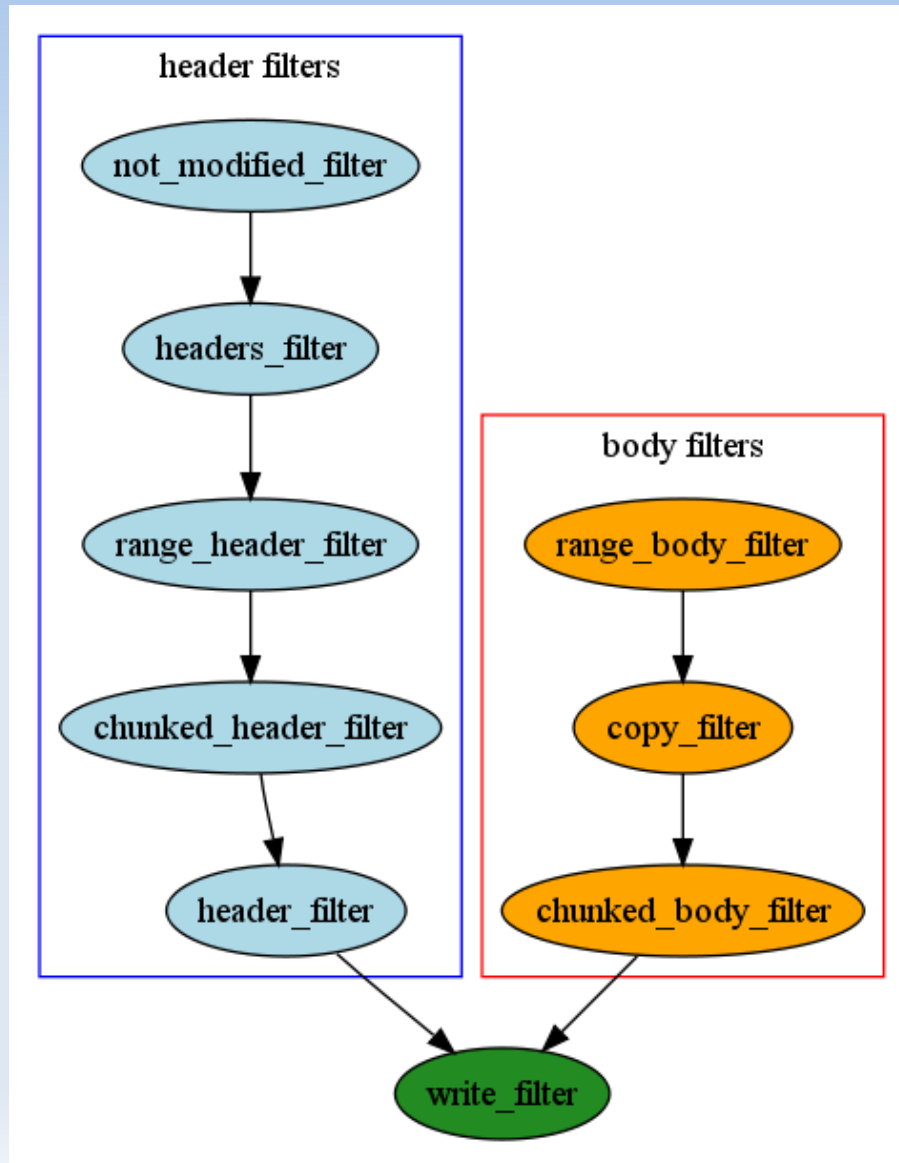 header filters
not_modified_filter
headers_filter
range_header_filter
chunked_header_filter
header_filter
body filters
range_body_filter
copy_filter
chunked_body_filter
write_filter